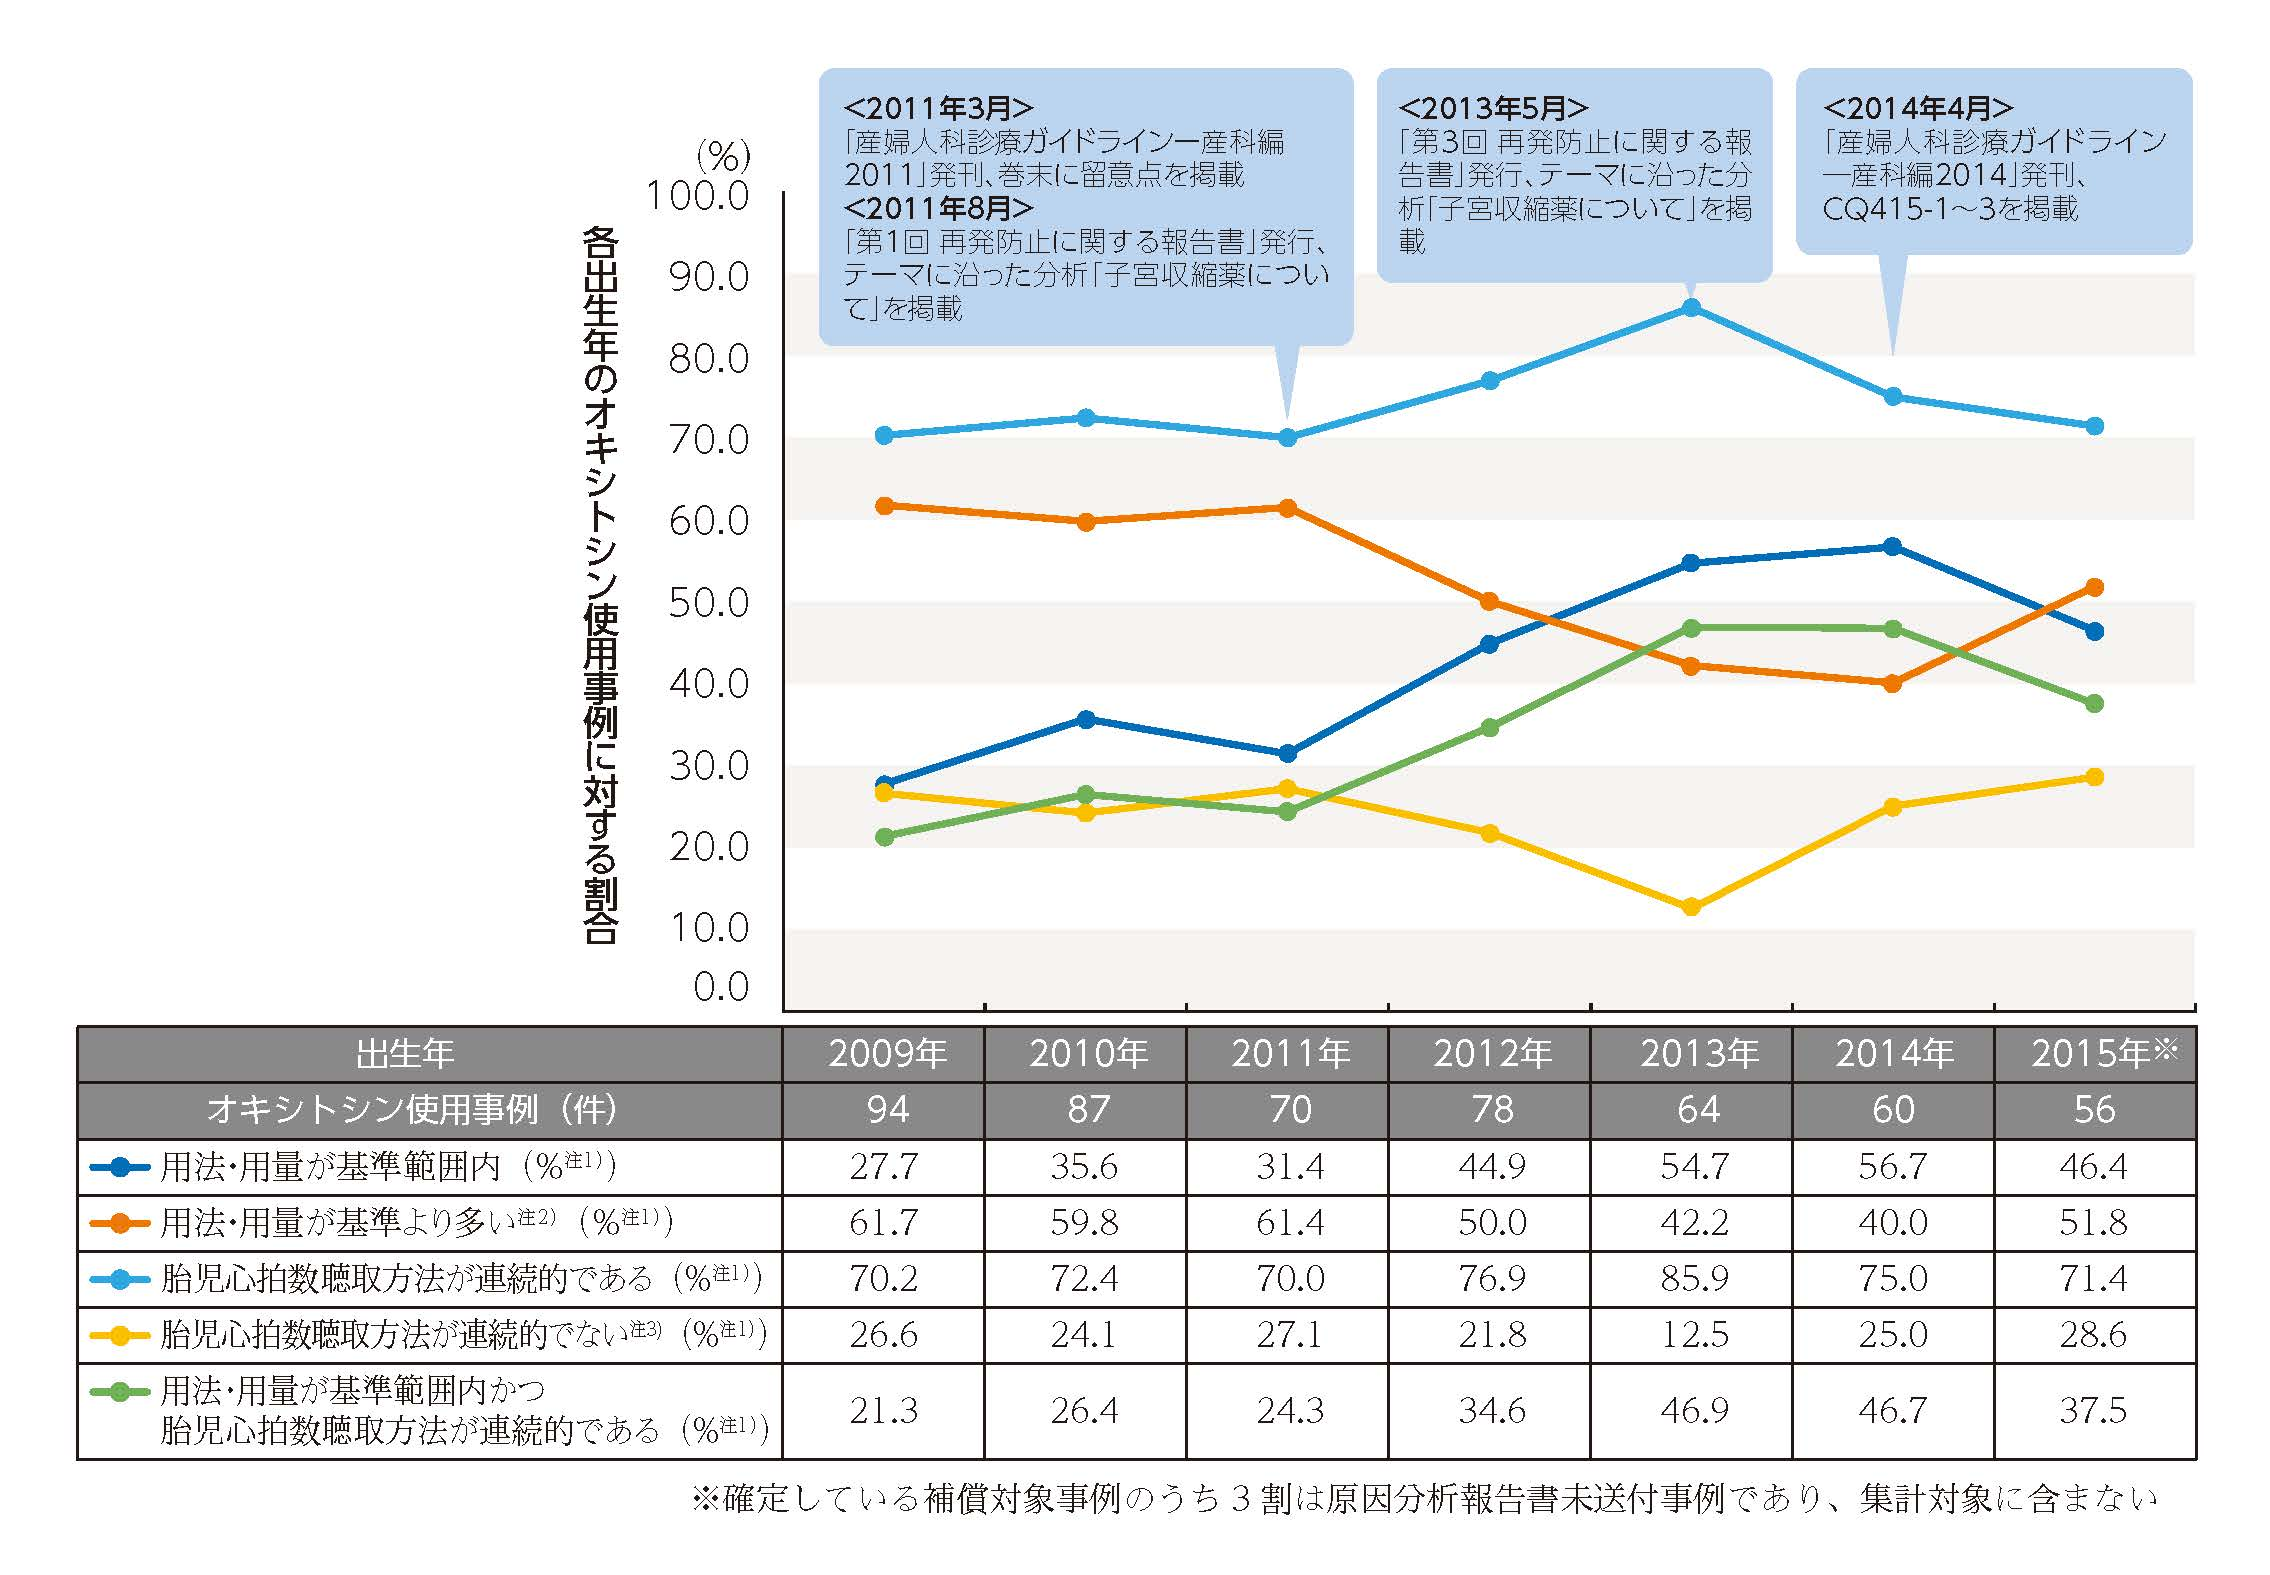 <2011年3月>
「産婦人科診療ガイドライン―産科編
2011」発刊、巻末に留意点を掲載
<2011年8月>
「第1回 再発防止に関する報告書」発行、
テーマに沿った分析「子宮収縮薬につい
て」を掲載
<2013年5月>
「第3回 再発防止に関する報
告書」発行、テーマに沿った分
析「子宮収縮薬について」を掲
載
<2014年4月>
「産婦人科診療ガイドライン
―産科編2014」発刊、
CQ415-1～3を掲載
各出生年のオキシトシン使用事例に対する割合
(%)
100.0
90.0
80.0
70.0
60.0
50.0
40.0
30.0
20.0
10.0
0.0
出生年 2009年 2010年 2011年 2012年 2013年 2014年 2015年※
オキシトシン使用事例（件） 94 87 70 78 64 60 56
用法・用量が基準範囲内（%注1)） 27.7 35.6 31.4 44.9 54.7 56.7 46.4
用法・用量が基準より多い注2)（%注1)） 61.7 59.8 61.4 50.0 42.2 40.0 51.8
胎児心拍数聴取方法が連続的である（%注1)） 70.2 72.4 70.0 76.9 85.9 75.0 71.4
胎児心拍数聴取方法が連続的でない注3)（%注1)） 26.6 24.1 27.1 21.8 12.5 25.0 28.6
用法・用量が基準範囲内かつ
胎児心拍数聴取方法が連続的である（%注1)） 21.3 26.4 24.3 34.6 46.9 46.7 37.5
※確定している補償対象事例のうち3割は原因分析報告書未送付事例であり、集計対象に含まない